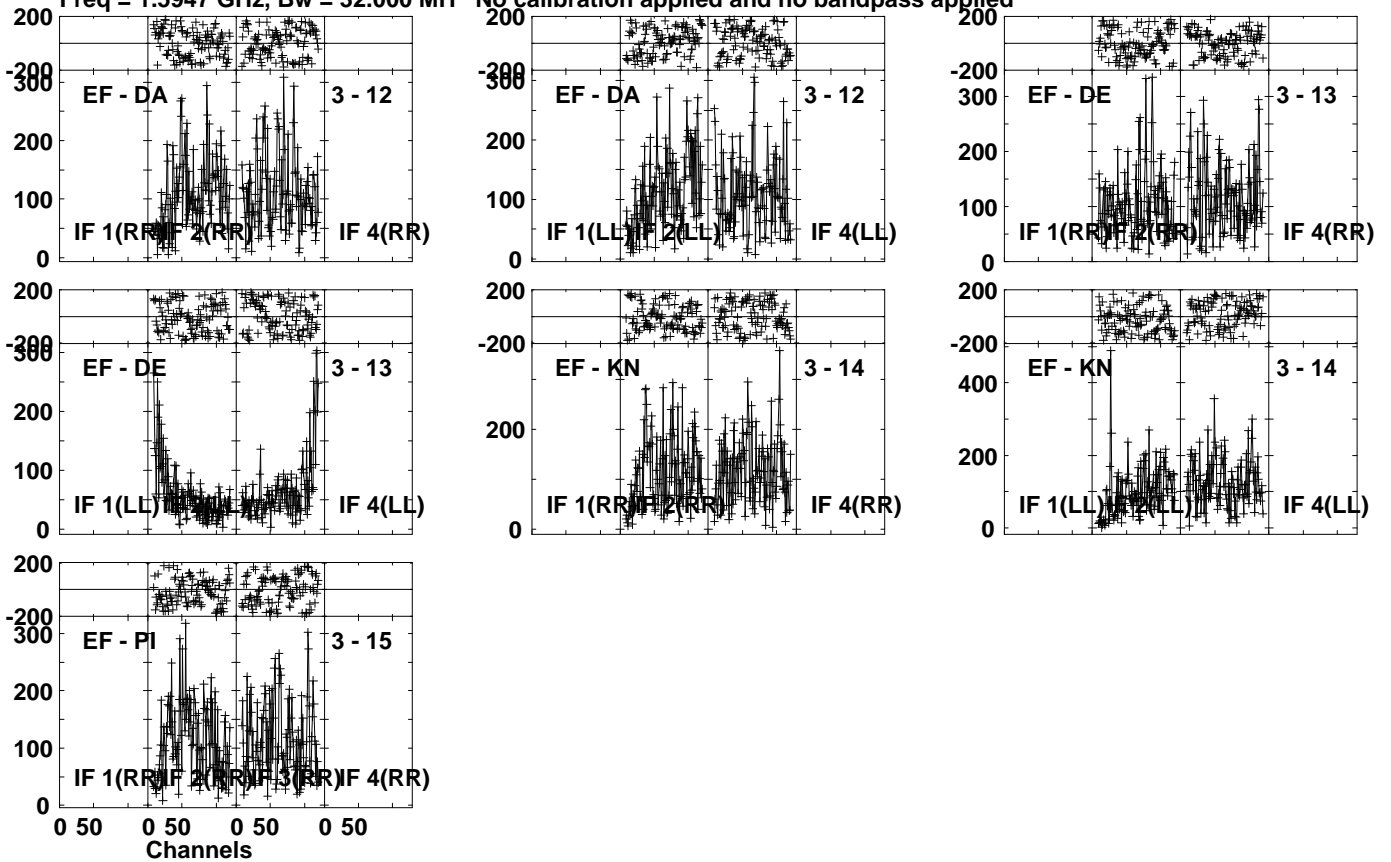 Freq = 1.5947 GHz, Bw = 32.000 MH No calibration applied and no bandpass applied
200 200 200
-200 -200 -200
300 300
EF - DA 3 - 12 EF - DA 3 - 12 EF - DE 3 - 13
300
200 200 200
100 100 100
IF 1(RR) IF 2(RR) IF 4(RR) IF 1(LL) IF 2(LL) IF 4(LL) IF 1(RR) IF 2(RR) IF 4(RR)
0 0 0
200 200 200
-200 -200 -200
300
EF - DE 3 - 13 EF - KN 3 - 14 EF - KN 3 - 14
400
200 200 200
100
IF 1(LL) IF 2(LL) IF 4(LL) IF 1(RR) IF 2(RR) IF 4(RR) IF 1(LL) IF 2(LL) IF 4(LL)
0 0 0
200
-200
300
EF - PI 3 - 15
200
100
IF 1(RR) IF 2(RR) IF 3(RR) IF 4(RR)
0
0 50 0 50 0 50 0 50
Channels